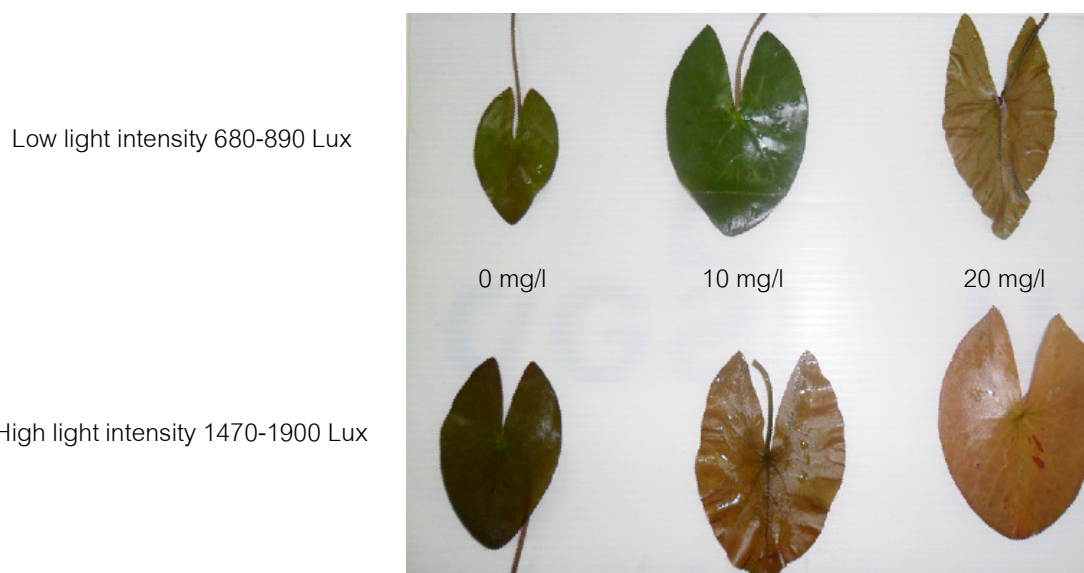 Low light intensity 680-890 Lux
0 mg/l 10 mg/l 20 mg/l
High light intensity 1470-1900 Lux